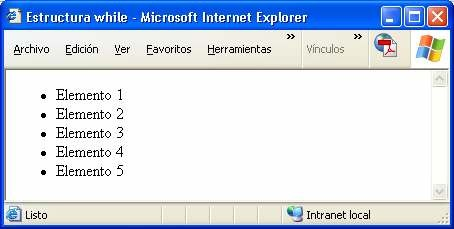 Estructura while - Microsoft Internet Explorer
Archivo Edición Ver Favoritos Herramientas » Vínculos »
Elemento 1
Elemento 2
Elemento 3
Elemento 4
Elemento 5
Listo Intranet local